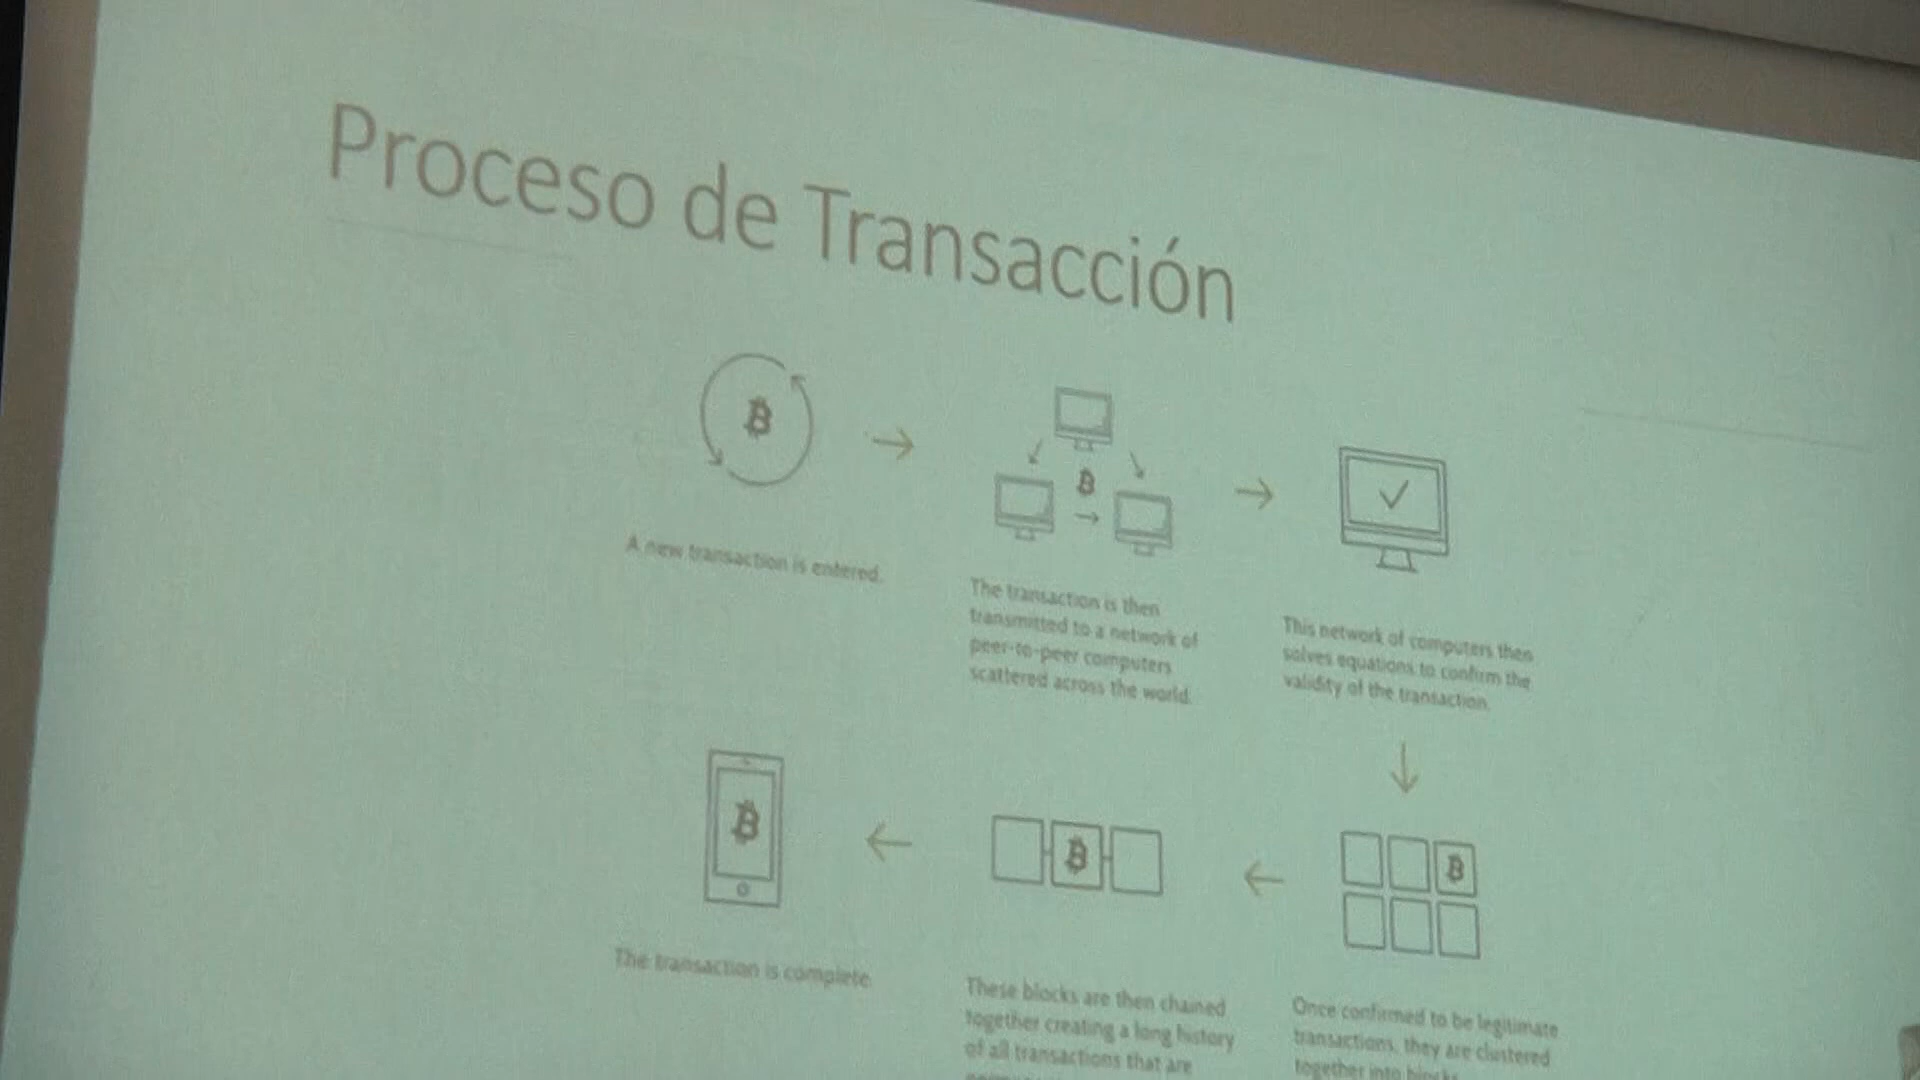 Proceso de Transacción
A new transaction is entered.
The transaction is then
transmitted to a network of
peer-to-peer computers
scattered across the world.
This network of computers then
solves equations to confirm the
validity of the transaction.
Once confirmed to be legitimate
transactions, they are clustered
together into blocks
These blocks are then chained
together creating a long history
of all transactions that are
The transaction is complete